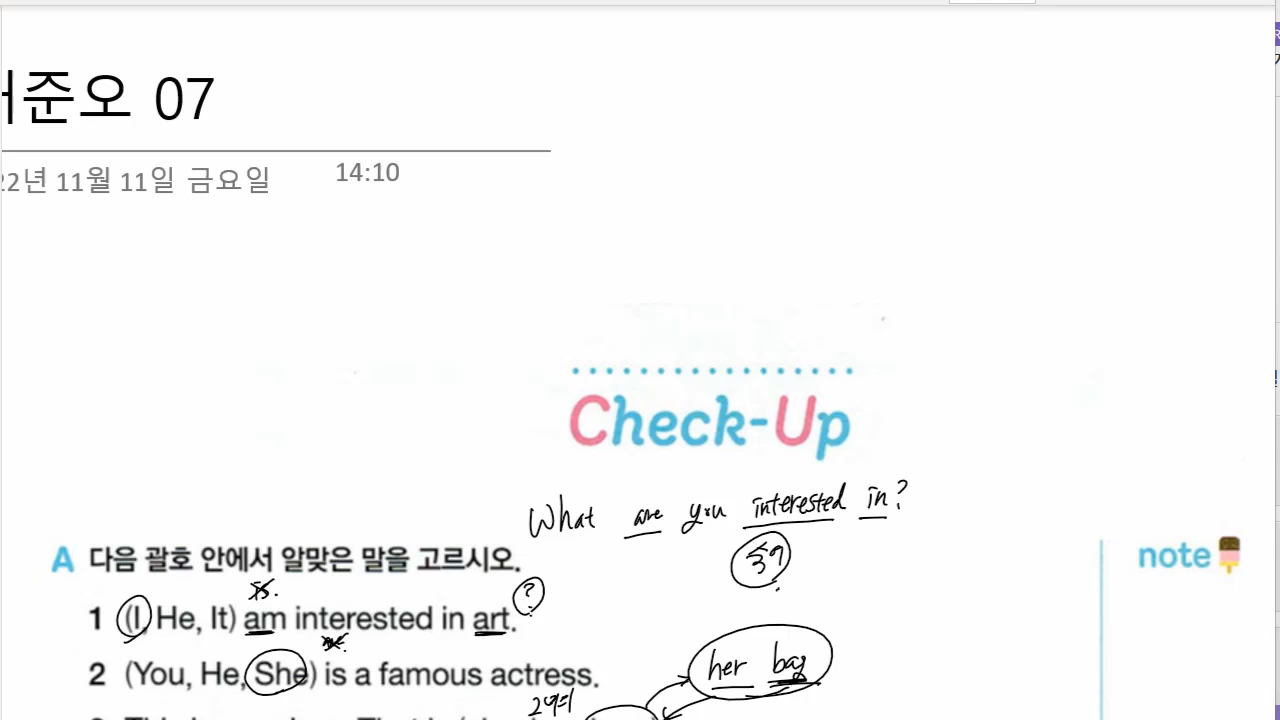 준오 07
22년 11월 11일 금요일 14:10
Check-Up
What are you interested in?
A 다음 괄호 안에서 알맞은 말을 고르시오.
note
is.
?
1 (I, He, It) am interested in art.
2 (You, He, She) is a famous actress.
her bag